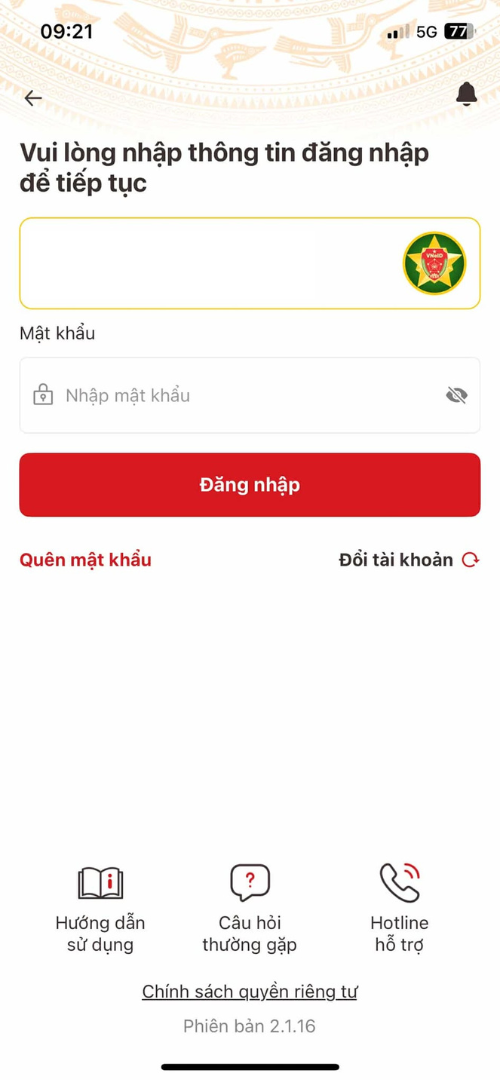 09:21
5G
77
Vui lòng nhập thông tin đăng nhập
để tiếp tục
VNeID
Mật khẩu
Nhập mật khẩu
Đăng nhập
Quên mật khẩu
Đổi tài khoản
Hướng dẫn
sử dụng
Câu hỏi
thường gặp
Hotline
hỗ trợ
Chính sách quyền riêng tư
Phiên bản 2.1.16